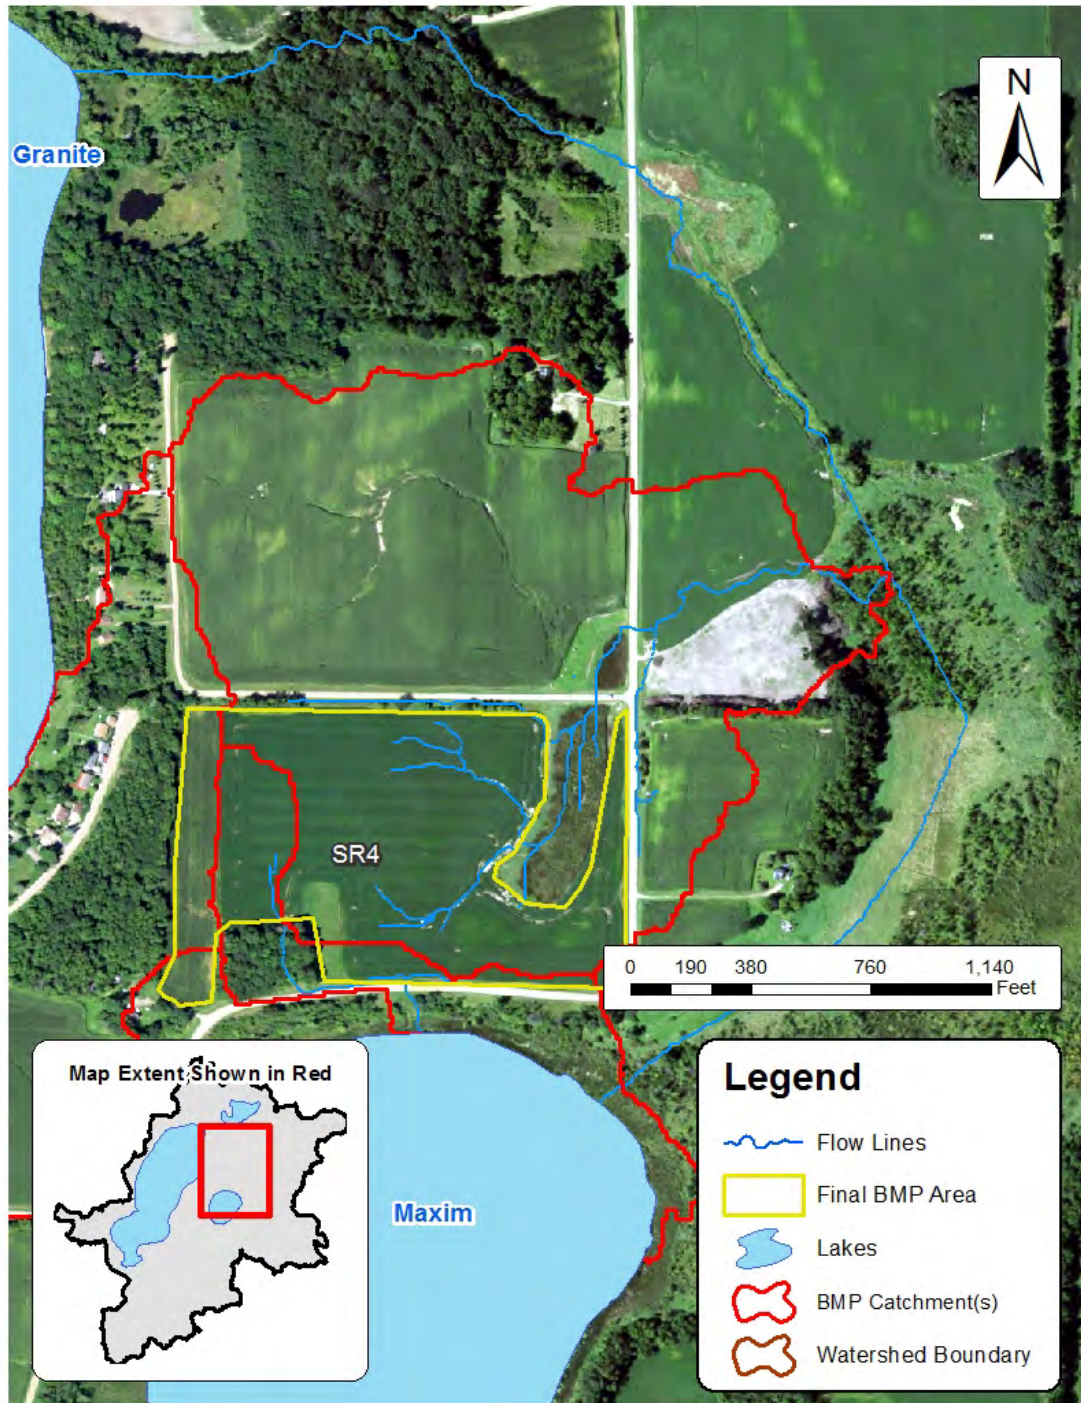 N
Granite
SR4
0 190 380 760 1,140
Feet
Map Extent Shown in Red
Maxim
Legend
Flow Lines
Final BMP Area
Lakes
BMP Catchment(s)
Watershed Boundary